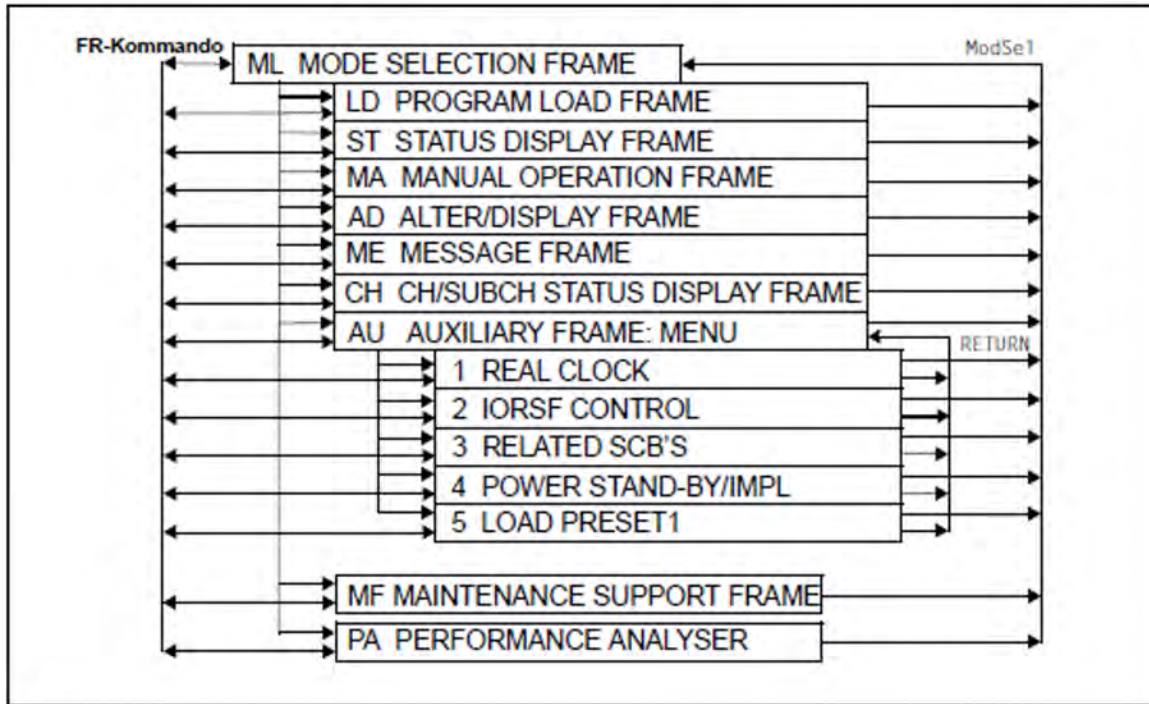 FR-Kommando
ModSel
ML MODE SELECTION FRAME
LD PROGRAM LOAD FRAME
ST STATUS DISPLAY FRAME
MA MANUAL OPERATION FRAME
AD ALTER/DISPLAY FRAME
ME MESSAGE FRAME
CH CH/SUBCH STATUS DISPLAY FRAME
AU AUXILIARY FRAME: MENU
RETURN
1 REAL CLOCK
2 IORSF CONTROL
3 RELATED SCB'S
4 POWER STAND-BY/IMPL
5 LOAD PRESET1
MF MAINTENANCE SUPPORT FRAME
PA PERFORMANCE ANALYSER